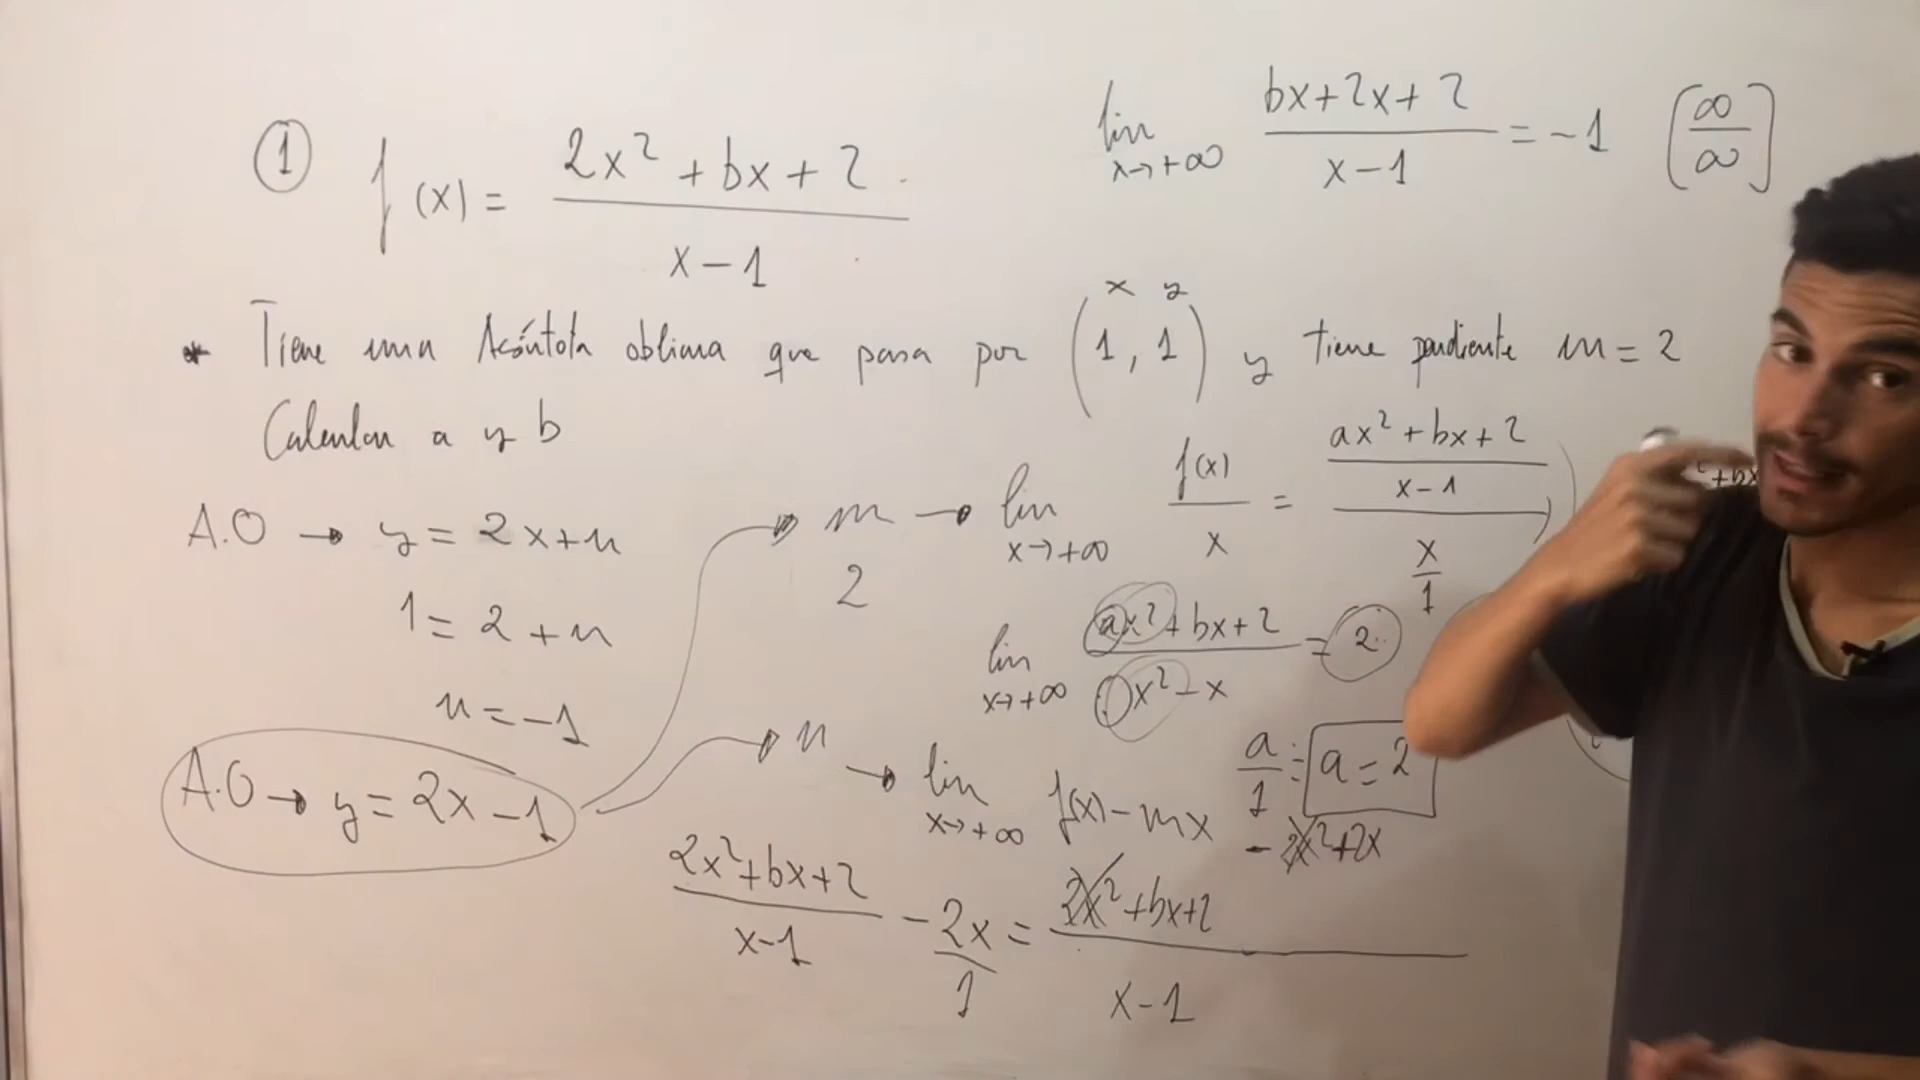 ① f(x) = (2x² + bx + 2) / (x - 1)
lim x→+∞ (bx + 2x + 2) / (x - 1) = -1 [∞/∞]
x y
* Tiene una Asíntota oblicua que pasa por (1, 1) y tiene pendiente m = 2
Calcular a y b
A.O → y = 2x + n
1 = 2 + n
n = -1
A.O → y = 2x - 1
m → lim x→+∞ f(x)/x = ((ax² + bx + 2) / (x - 1)) / (x/1)
2
² + bx
lim x→+∞ (ax² + bx + 2) / (1x² - x) = 2
a/1 = a = 2
n → lim x→+∞ f(x) - mx
- 2x² + 2x
(2x² + bx + 2) / (x - 1) - 2x/1 = (2x² + bx + 2) / (x - 1)